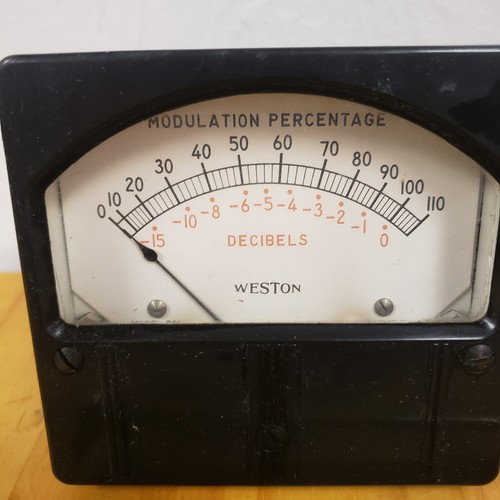 MODULATION PERCENTAGE
0 10 20 30 40 50 60 70 80 90 100 110
-15 -10 -8 -6 -5 -4 -3 -2 -1 0
DECIBELS
WESTON